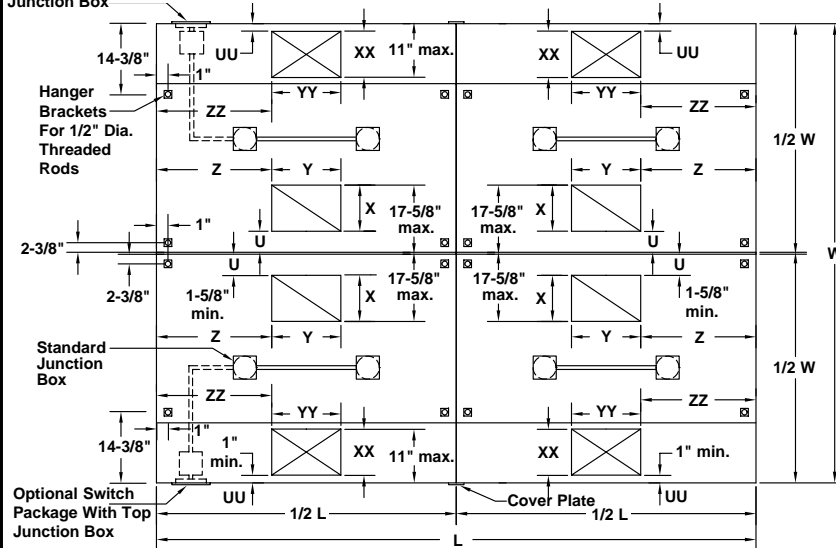 Junction Box
14-3/8"
1"
UU
XX
11" max.
XX
UU
Hanger
Brackets
For 1/2" Dia.
Threaded
Rods
YY
YY
ZZ
ZZ
1/2 W
Z
Y
Y
Z
X
17-5/8"
max.
17-5/8"
max.
X
1"
2-3/8"
U
U
W
2-3/8"
U
U
1-5/8"
min.
X
17-5/8"
max.
17-5/8"
max.
X
1-5/8"
min.
Z
Y
Y
Z
Standard
Junction
Box
1/2 W
ZZ
ZZ
YY
YY
14-3/8"
1"
1"
min.
XX
11" max.
XX
1" min.
UU
UU
Optional Switch
Package With Top
Junction Box
Cover Plate
1/2 L
1/2 L
L